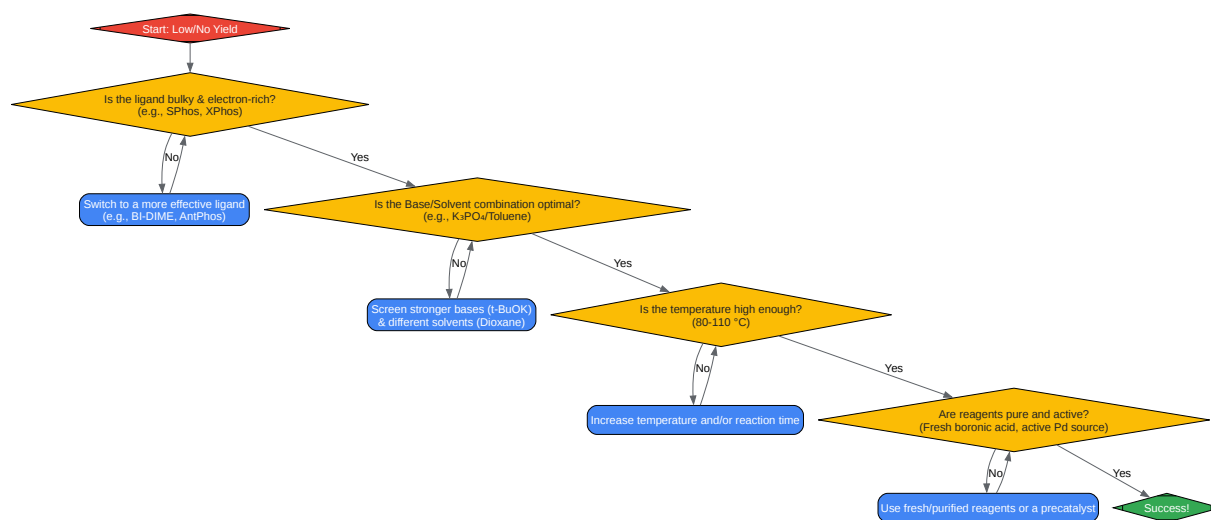 Start: Low/No Yield
Is the ligand bulky & electron-rich?
(e.g., SPhos, XPhos)
No
Yes
Switch to a more effective ligand
(e.g., BI-DIME, AntPhos)
Is the Base/Solvent combination optimal?
(e.g., K₃PO₄/Toluene)
No
Yes
Screen stronger bases (t-BuOK)
& different solvents (Dioxane)
Is the temperature high enough?
(80-110 °C)
No
Yes
Increase temperature and/or reaction time
Are reagents pure and active?
(Fresh boronic acid, active Pd source)
No
Yes
Use fresh/purified reagents or a precatalyst
Success!